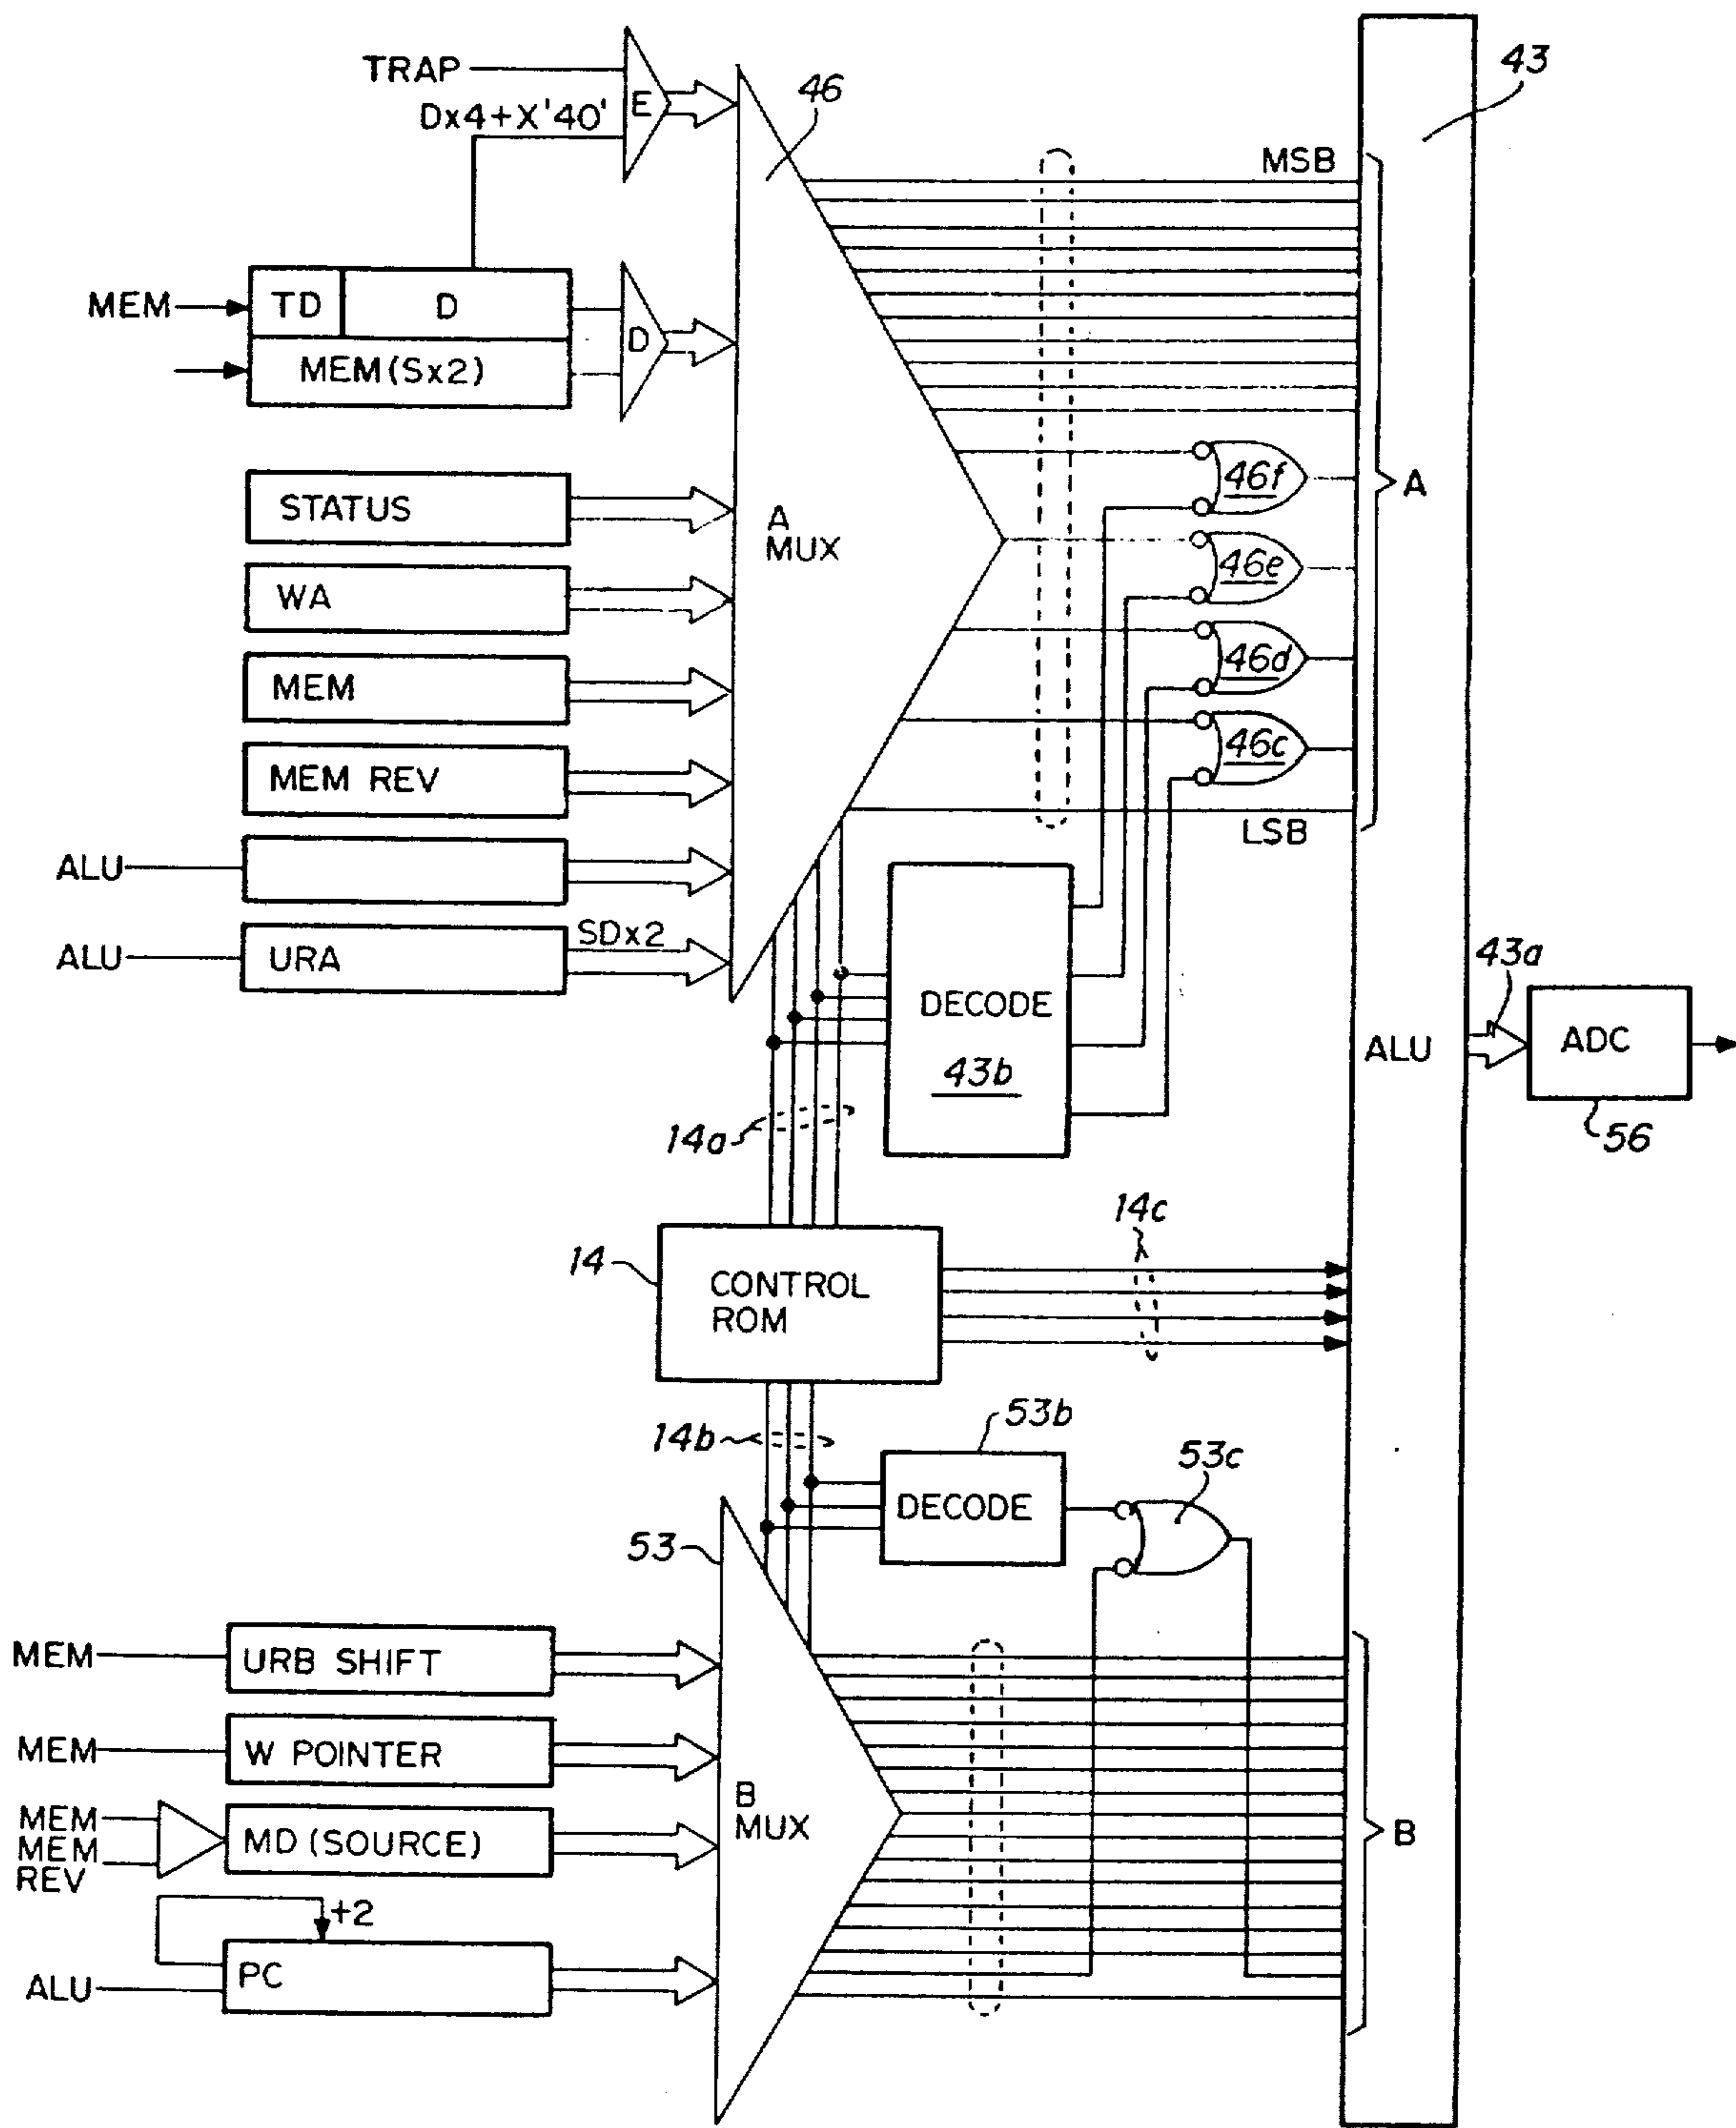 TRAP
E
46
43
Dx4+X'40'
MSB
MEM
TD
D
D
MEM(Sx2)
46f
A
STATUS
A
MUX
46e
WA
46d
MEM
46c
MEM REV
LSB
ALU
ALU
URA
SDx2
DECODE
43b
43a
ALU
ADC
56
14a
14c
14
CONTROL
ROM
14b
53b
53c
DECODE
53
MEM
URB SHIFT
MEM
W POINTER
B
MUX
MEM
MEM
REV
MD (SOURCE)
B
+2
PC
ALU